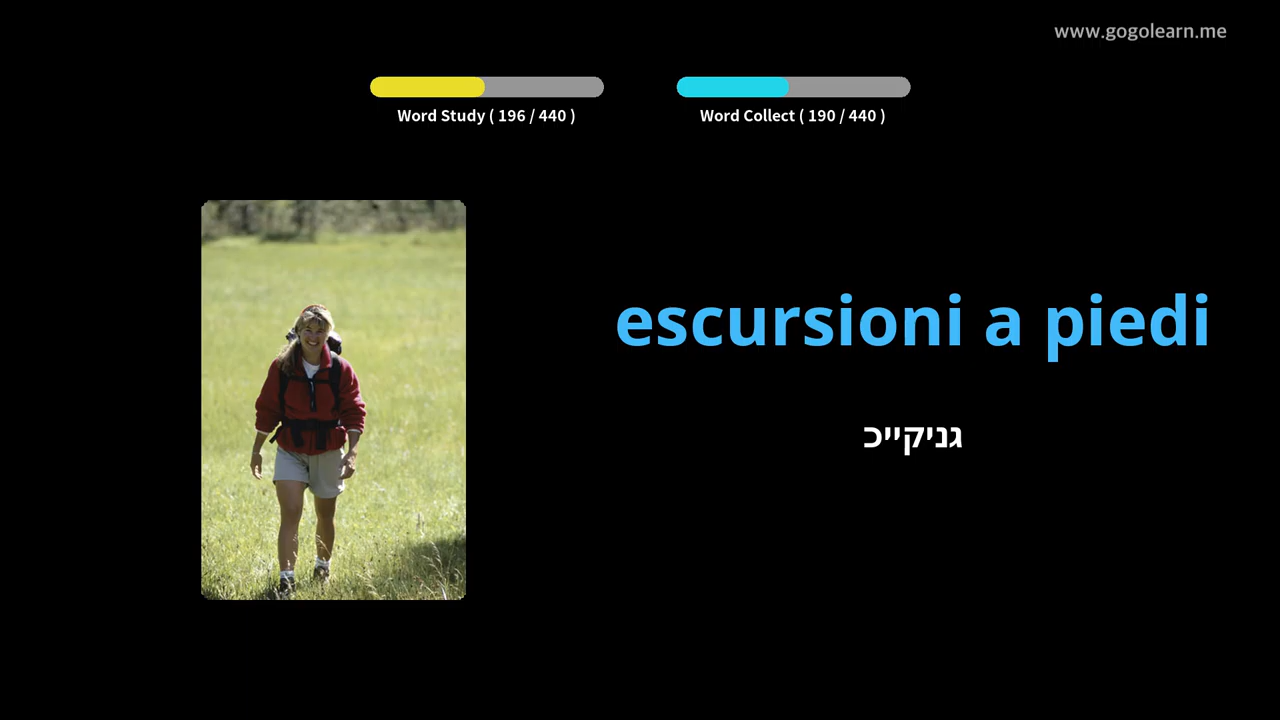 www.gogolearn.me
Word Study ( 196 / 440 )
Word Collect ( 190 / 440 )
escursioni a piedi
גניקייכ